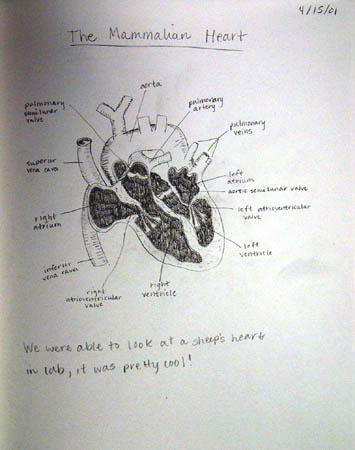 4/15/01
The Mammalian Heart
aorta
pulmonary
semilunar
valve
pulmonary
artery
pulmonary
veins
superior
vena cava
left
atrium
aortic semilunar valve
right
atrium
left atrioventricular
valve
left
ventricle
inferior
vena cava
right
atrioventricular
valve
right
ventricle
We were able to look at a sheep's heart
in lab, it was pretty cool!